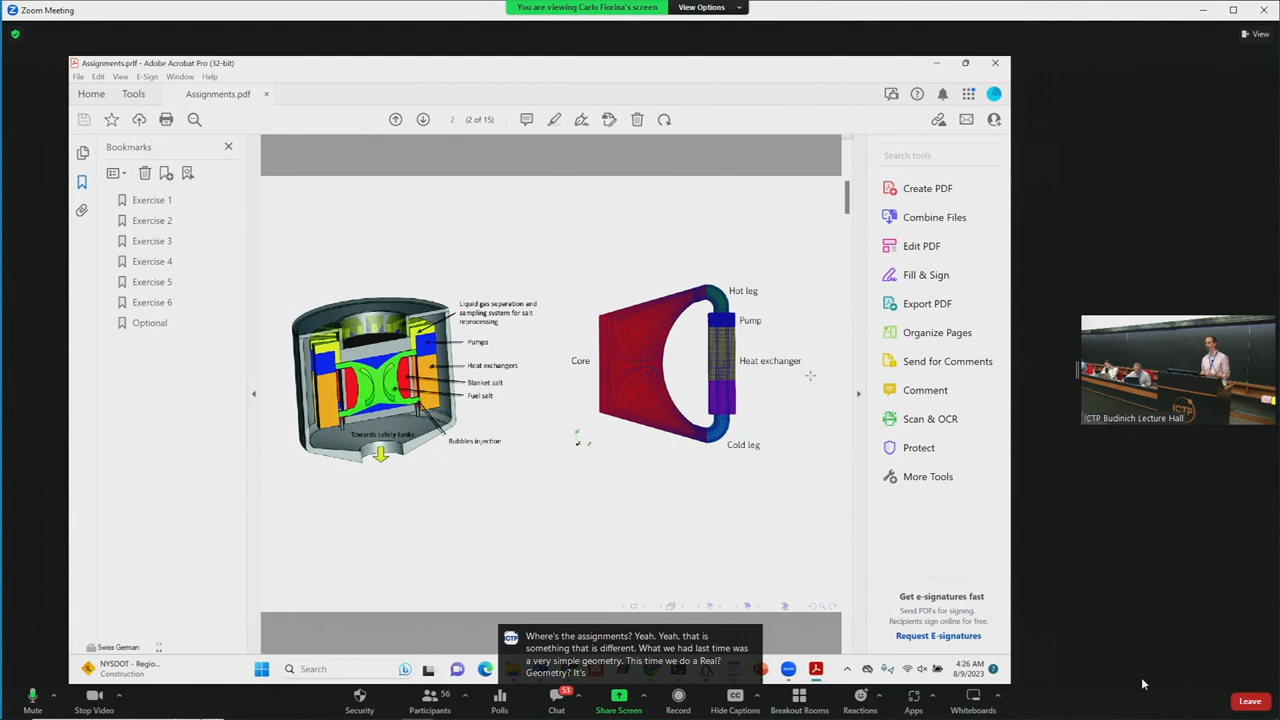 Zoom Meeting
You are viewing Carlo Fiorina's screen
View Options
View
Assignments.pdf - Adobe Acrobat Pro (32-bit)
File Edit View E-Sign Window Help
Home Tools Assignments.pdf ×
2 (2 of 15)
Bookmarks
Exercise 1
Exercise 2
Exercise 3
Exercise 4
Exercise 5
Exercise 6
Optional
Liquid gas separation and
sampling system for salt
reprocessing
Pumps
Heat exchangers
Blanket salt
Fuel salt
Bubbles injection
Towards safety tanks
Hot leg
Pump
Core
Heat exchanger
Cold leg
Search tools
Create PDF
Combine Files
Edit PDF
Fill & Sign
Export PDF
Organize Pages
Send for Comments
Comment
Scan & OCR
Protect
More Tools
Get e-signatures fast
Send PDFs for signing.
Recipients sign online for free.
Request E-signatures
ICTP
ICTP Budinich Lecture Hall
Swiss German
ICTP
Where's the assignments? Yeah. Yeah, that is
something that is different. What we had last time was
a very simple geometry. This time we do a Real?
Geometry? It's
NYSDOT - Regio...
Construction
Search
4:26 AM
8/9/2023
Mute
Stop Video
Security
56
Participants
Polls
53
Chat
Share Screen
Record
CC
Hide Captions
Breakout Rooms
Reactions
Apps
Whiteboards
Leave